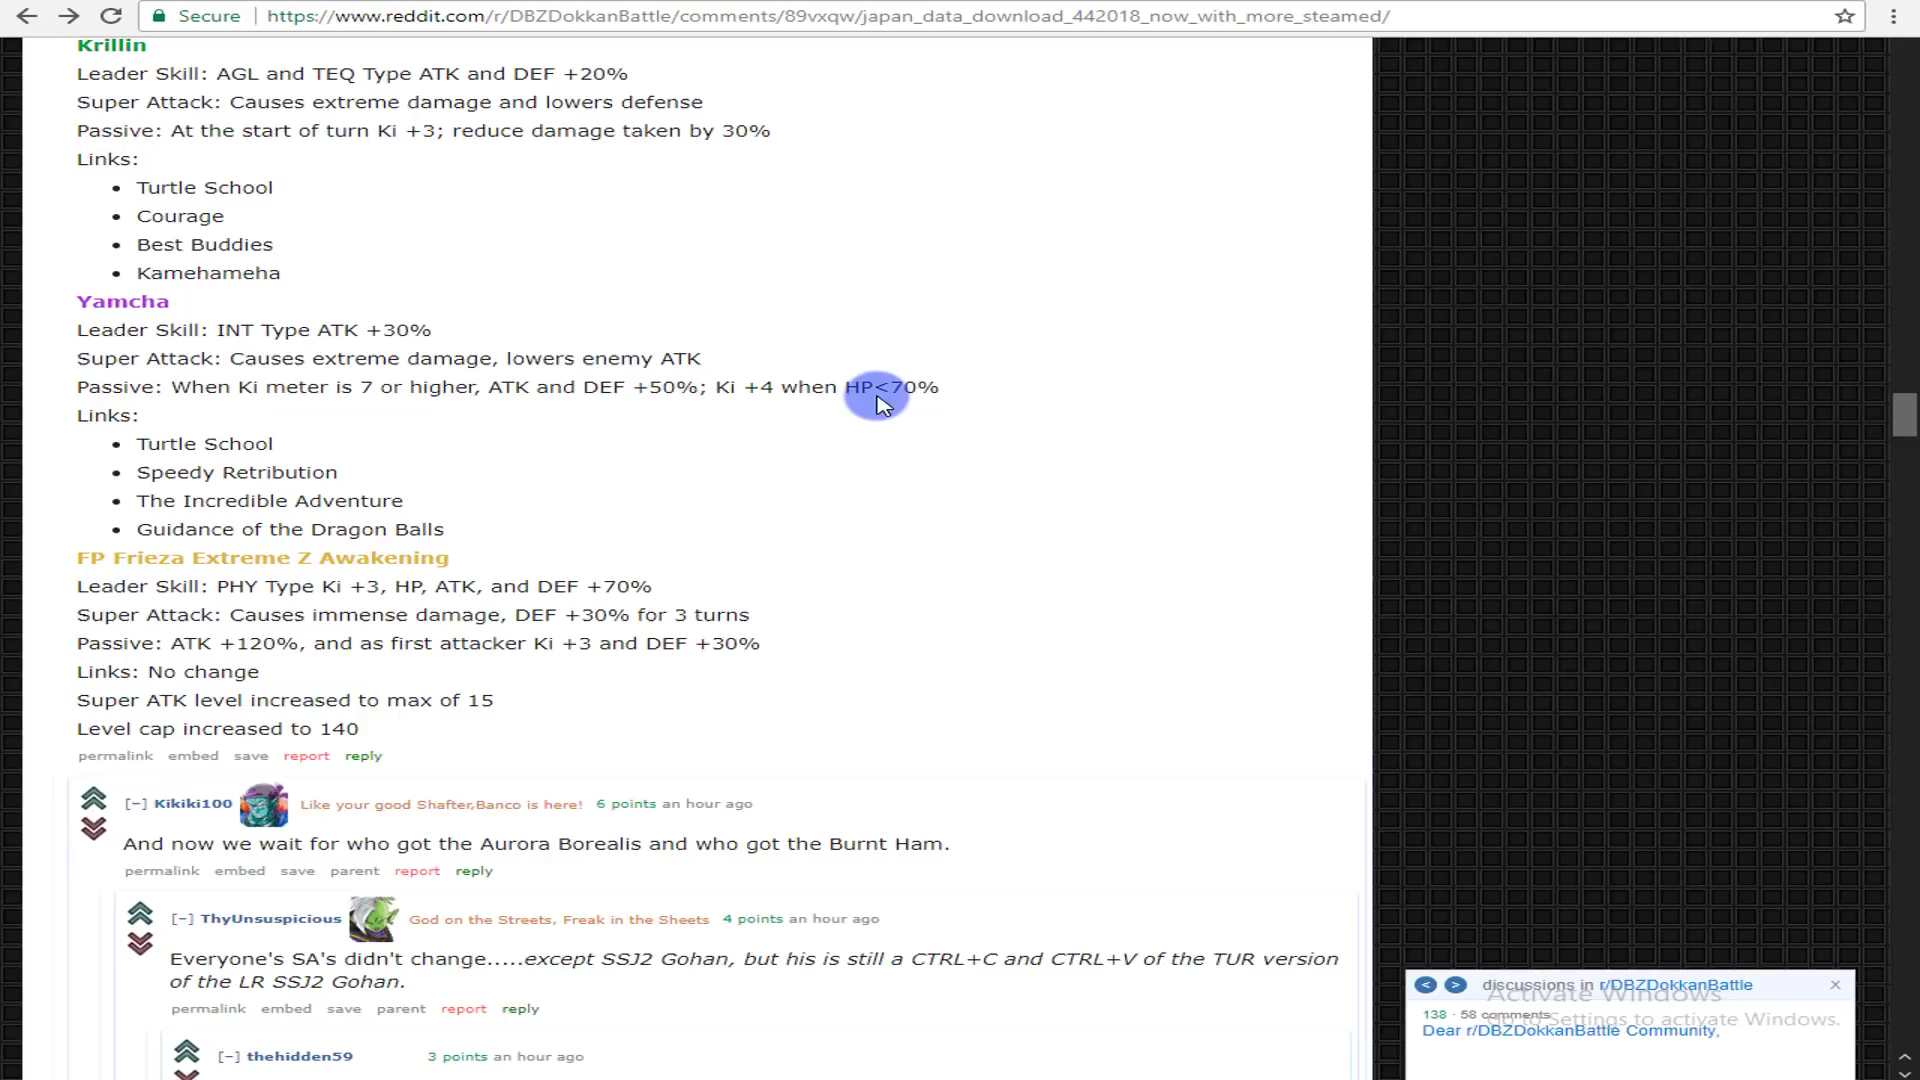 Secure
https://www.reddit.com/r/DBZDokkanBattle/comments/89vxqw/japan_data_download_442018_now_with_more_steamed/
Krillin
Leader Skill: AGL and TEQ Type ATK and DEF +20%
Super Attack: Causes extreme damage and lowers defense
Passive: At the start of turn Ki +3; reduce damage taken by 30%
Links:
• Turtle School
• Courage
• Best Buddies
• Kamehameha
Yamcha
Leader Skill: INT Type ATK +30%
Super Attack: Causes extreme damage, lowers enemy ATK
Passive: When Ki meter is 7 or higher, ATK and DEF +50%; Ki +4 when HP<70%
Links:
• Turtle School
• Speedy Retribution
• The Incredible Adventure
• Guidance of the Dragon Balls
FP Frieza Extreme Z Awakening
Leader Skill: PHY Type Ki +3, HP, ATK, and DEF +70%
Super Attack: Causes immense damage, DEF +30% for 3 turns
Passive: ATK +120%, and as first attacker Ki +3 and DEF +30%
Links: No change
Super ATK level increased to max of 15
Level cap increased to 140
permalink embed save report reply
[−] Kikiki100 Like your good Shafter,Banco is here! 6 points an hour ago
And now we wait for who got the Aurora Borealis and who got the Burnt Ham.
permalink embed save parent report reply
[−] ThyUnsuspicious God on the Streets, Freak in the Sheets 4 points an hour ago
Everyone's SA's didn't change.....except SSJ2 Gohan, but his is still a CTRL+C and CTRL+V of the TUR version
of the LR SSJ2 Gohan.
permalink embed save parent report reply
[−] thehidden59 3 points an hour ago
< > discussions in r/DBZDokkanBattle ×
Activate Windows
138 · 58 comments
Go to Settings to activate Windows.
Dear r/DBZDokkanBattle Community,